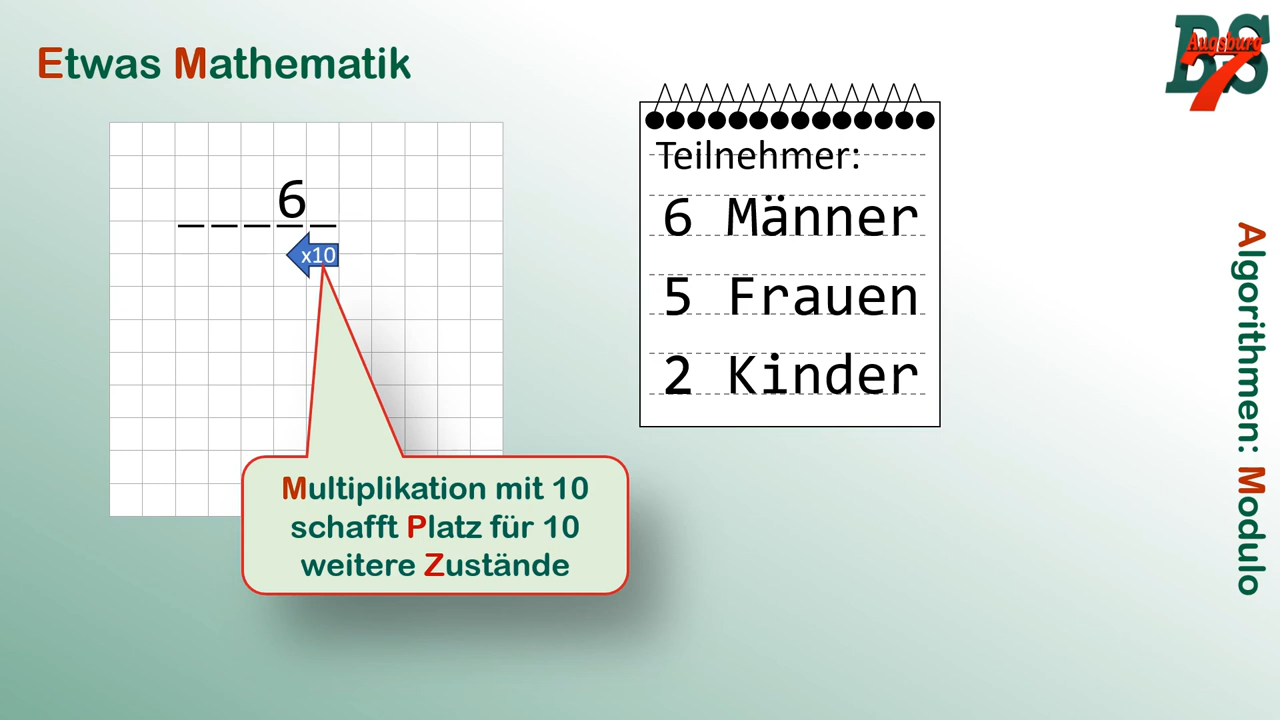 Etwas Mathematik
BS
Augsburg
7
6
x10
Multiplikation mit 10
schafft Platz für 10
weitere Zustände
Teilnehmer:
6 Männer
5 Frauen
2 Kinder
Algorithmen: Modulo